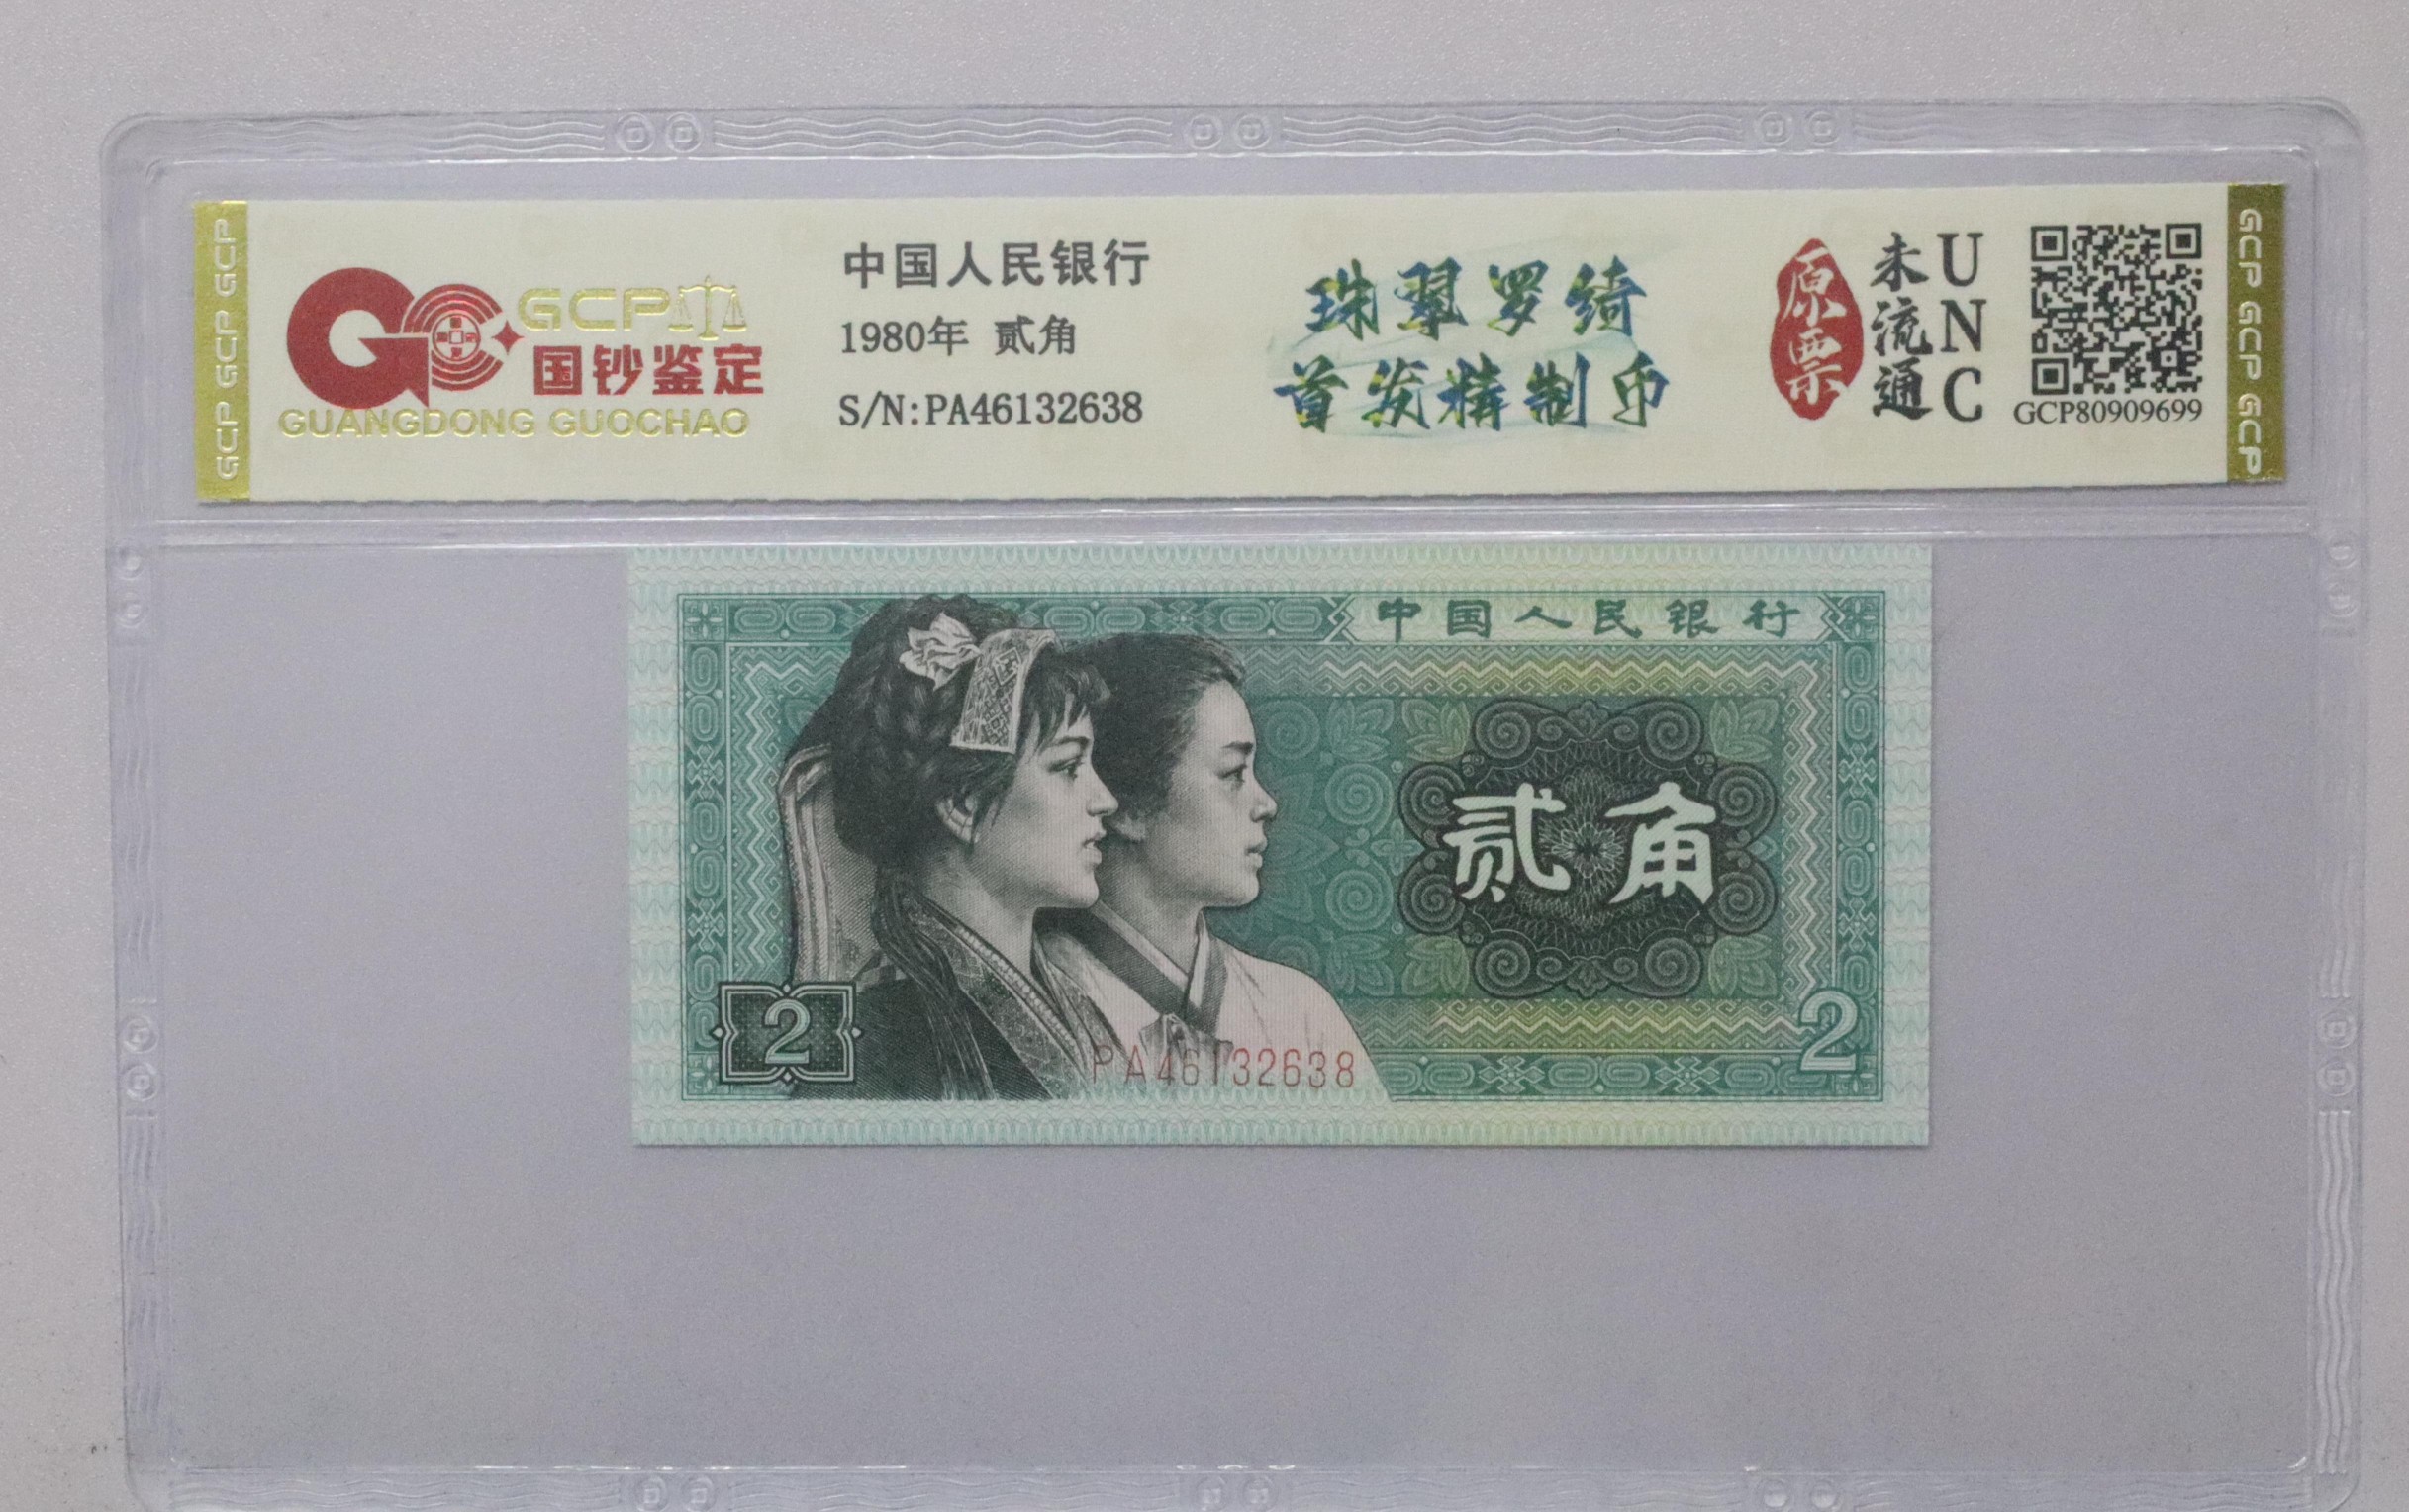 GCP GCP GCP
GCP
国钞鉴定
GUANGDONG GUOCHAO
中国人民银行
1980年 贰角
S/N:PA46132638
珠翠罗绮
首发精制币
原票
未流通
UNC
GCP80909699
GCP GCP GCP
中国人民银行
贰角
2
2
PA46132638